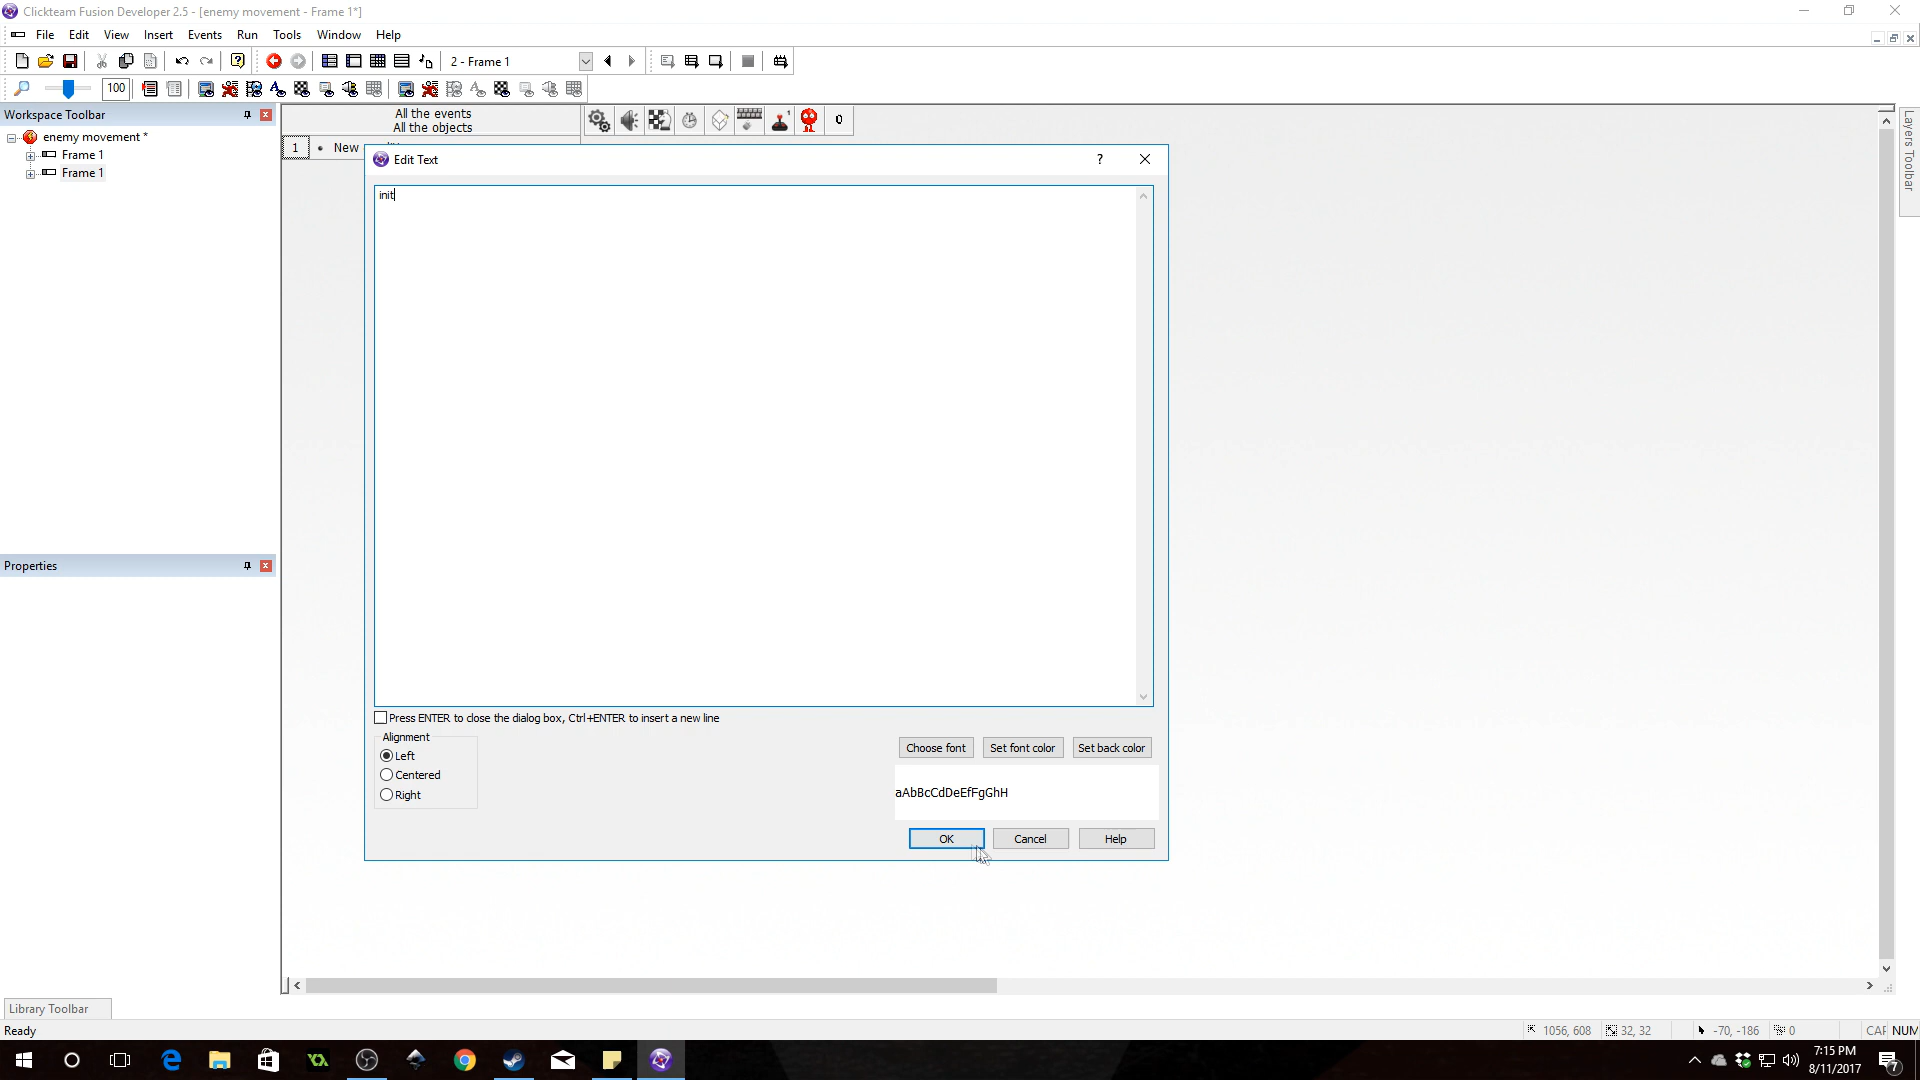 Clickteam Fusion Developer 2.5 - [enemy movement - Frame 1*]
File Edit View Insert Events Run Tools Window Help
2 - Frame 1
100
Workspace Toolbar
enemy movement *
Frame 1
Frame 1
All the events
All the objects
0
1 • New
Layers Toolbar
Edit Text
?
init
Press ENTER to close the dialog box, Ctrl+ENTER to insert a new line
Alignment
Left
Centered
Right
Choose font Set font color Set back color
aAbBcCdDeEfFgGhH
OK Cancel Help
Properties
Library Toolbar
Ready
1056, 608 32, 32 -70, -186 0 CAP NUM
7:15 PM
8/11/2017
7